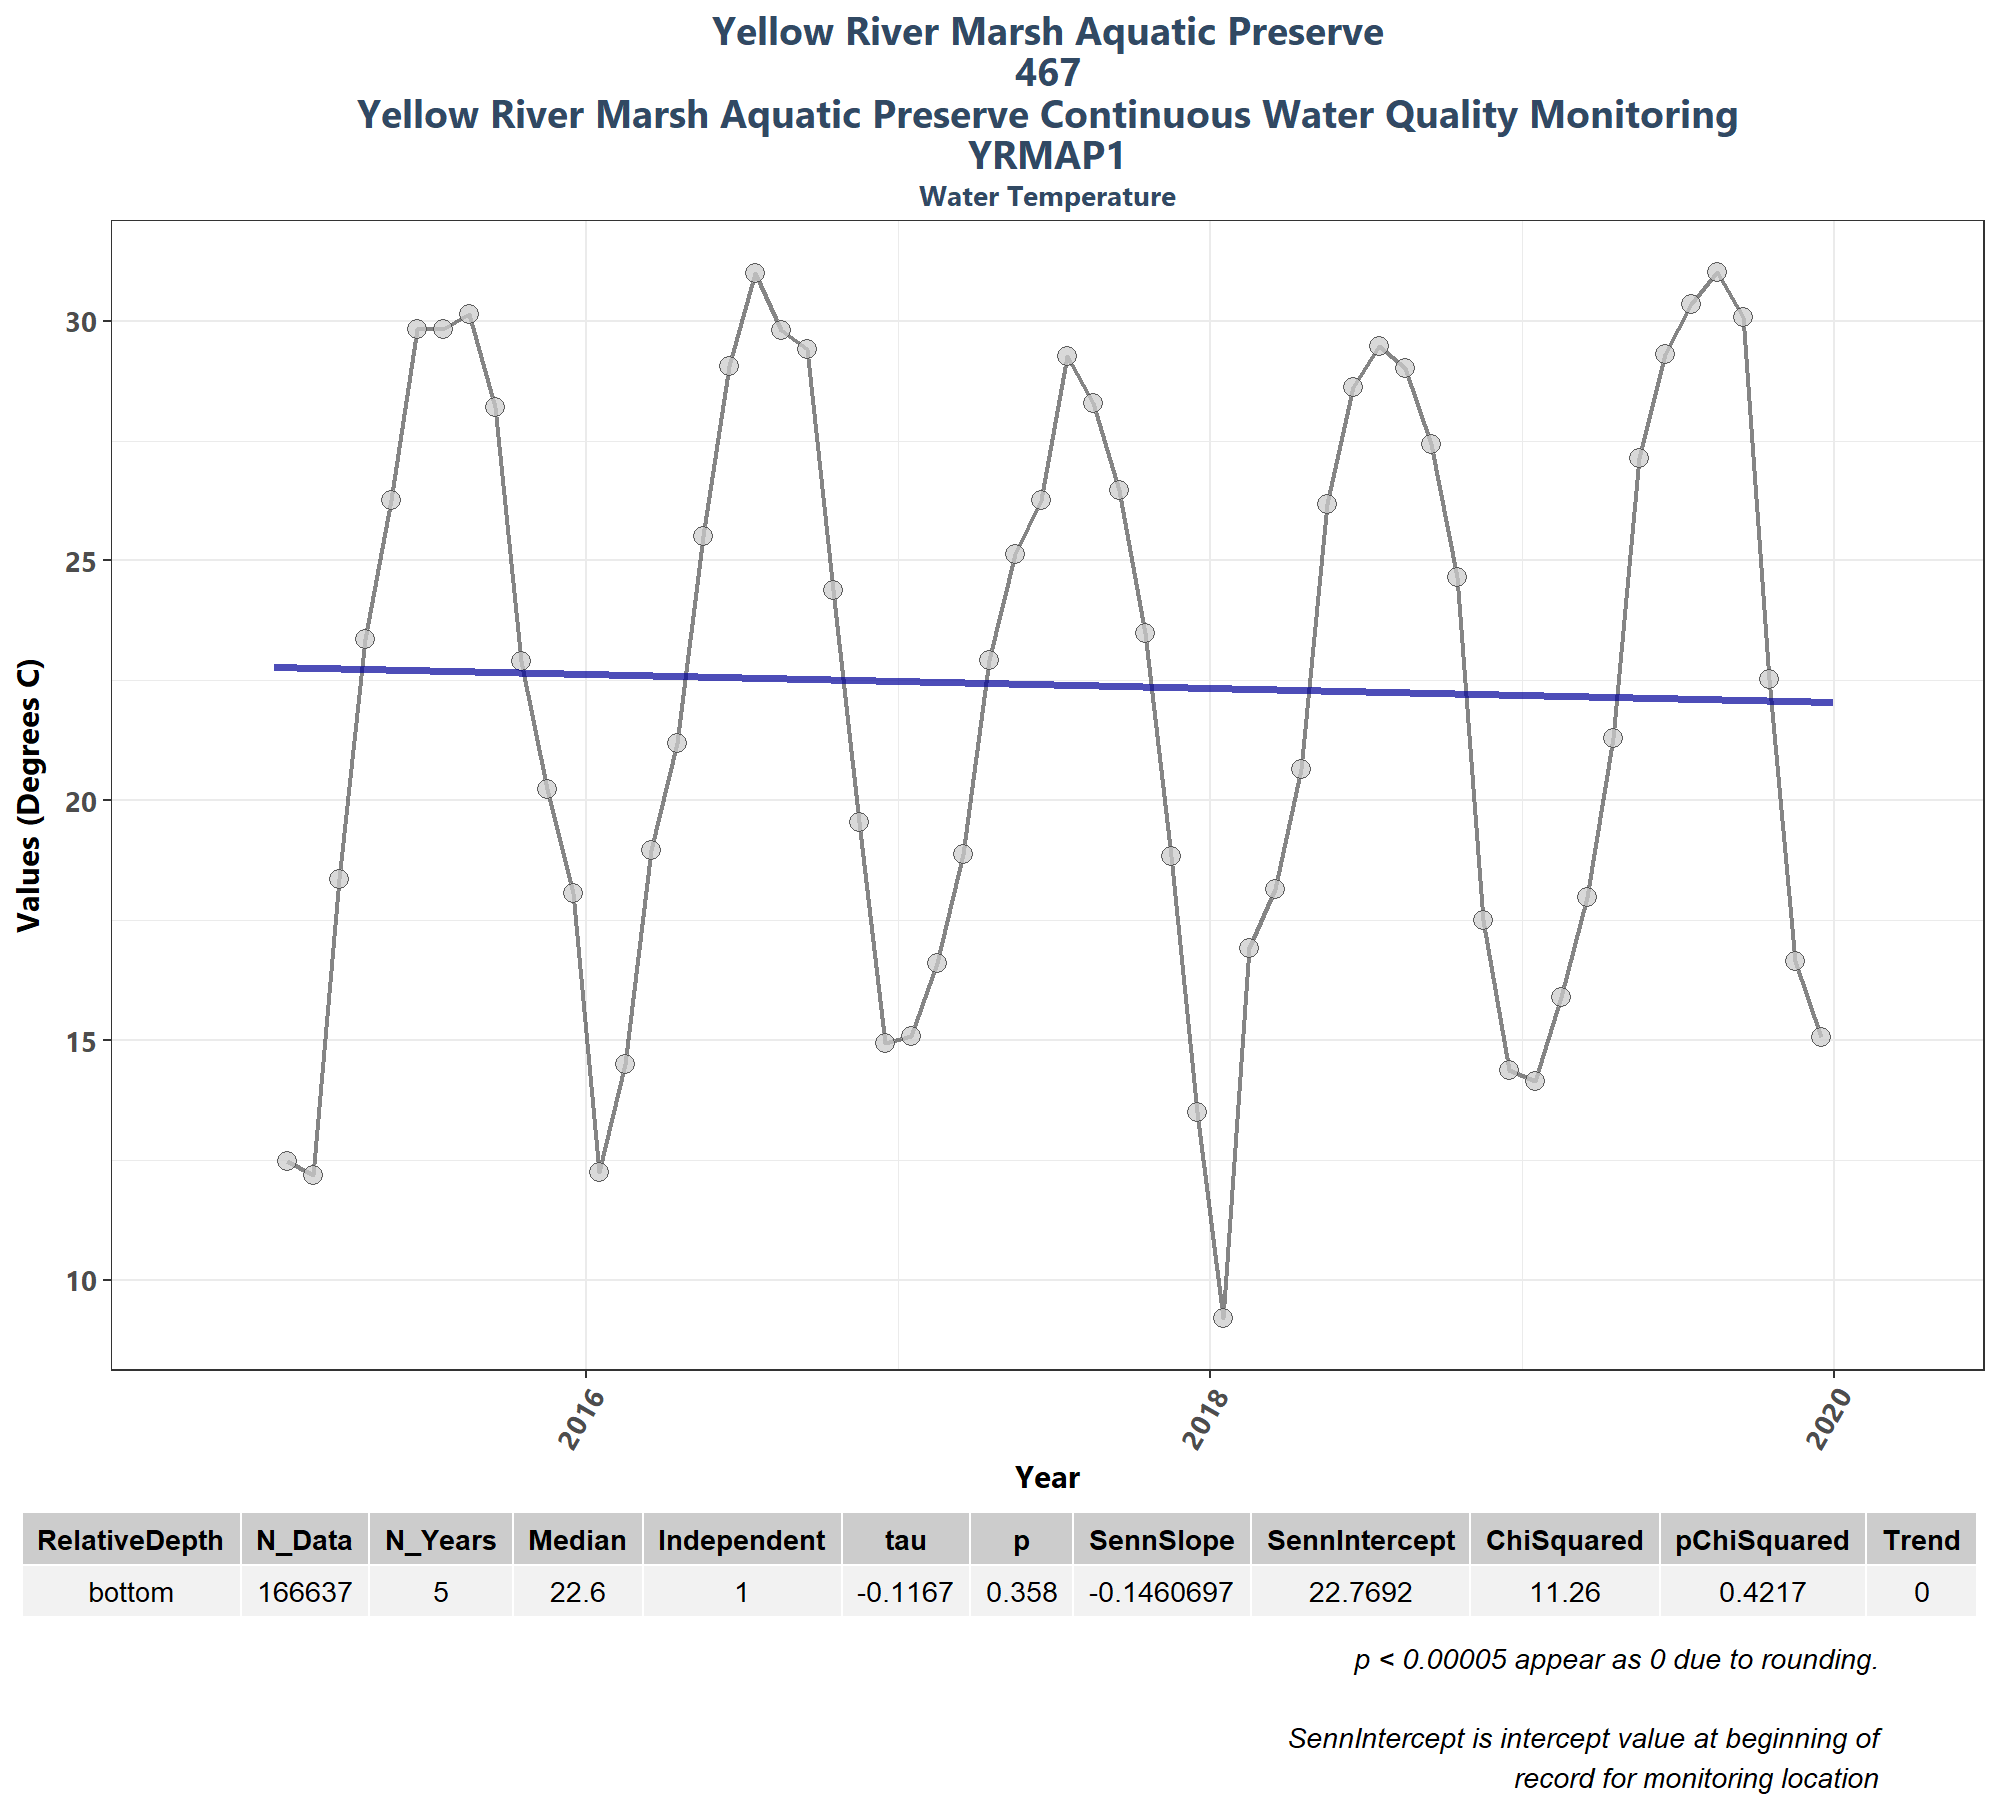 Yellow River Marsh Aquatic Preserve
467
Yellow River Marsh Aquatic Preserve Continuous Water Quality Monitoring
YRMAP1
Water Temperature
Values (Degrees C)
30
25
20
15
10
2016
2018
2020
Year
RelativeDepth N_Data N_Years Median Independent tau p SennSlope SennIntercept ChiSquared pChiSquared Trend
bottom 166637 5 22.6 1 -0.1167 0.358 -0.1460697 22.7692 11.26 0.4217 0
p < 0.00005 appear as 0 due to rounding.
SennIntercept is intercept value at beginning of
record for monitoring location